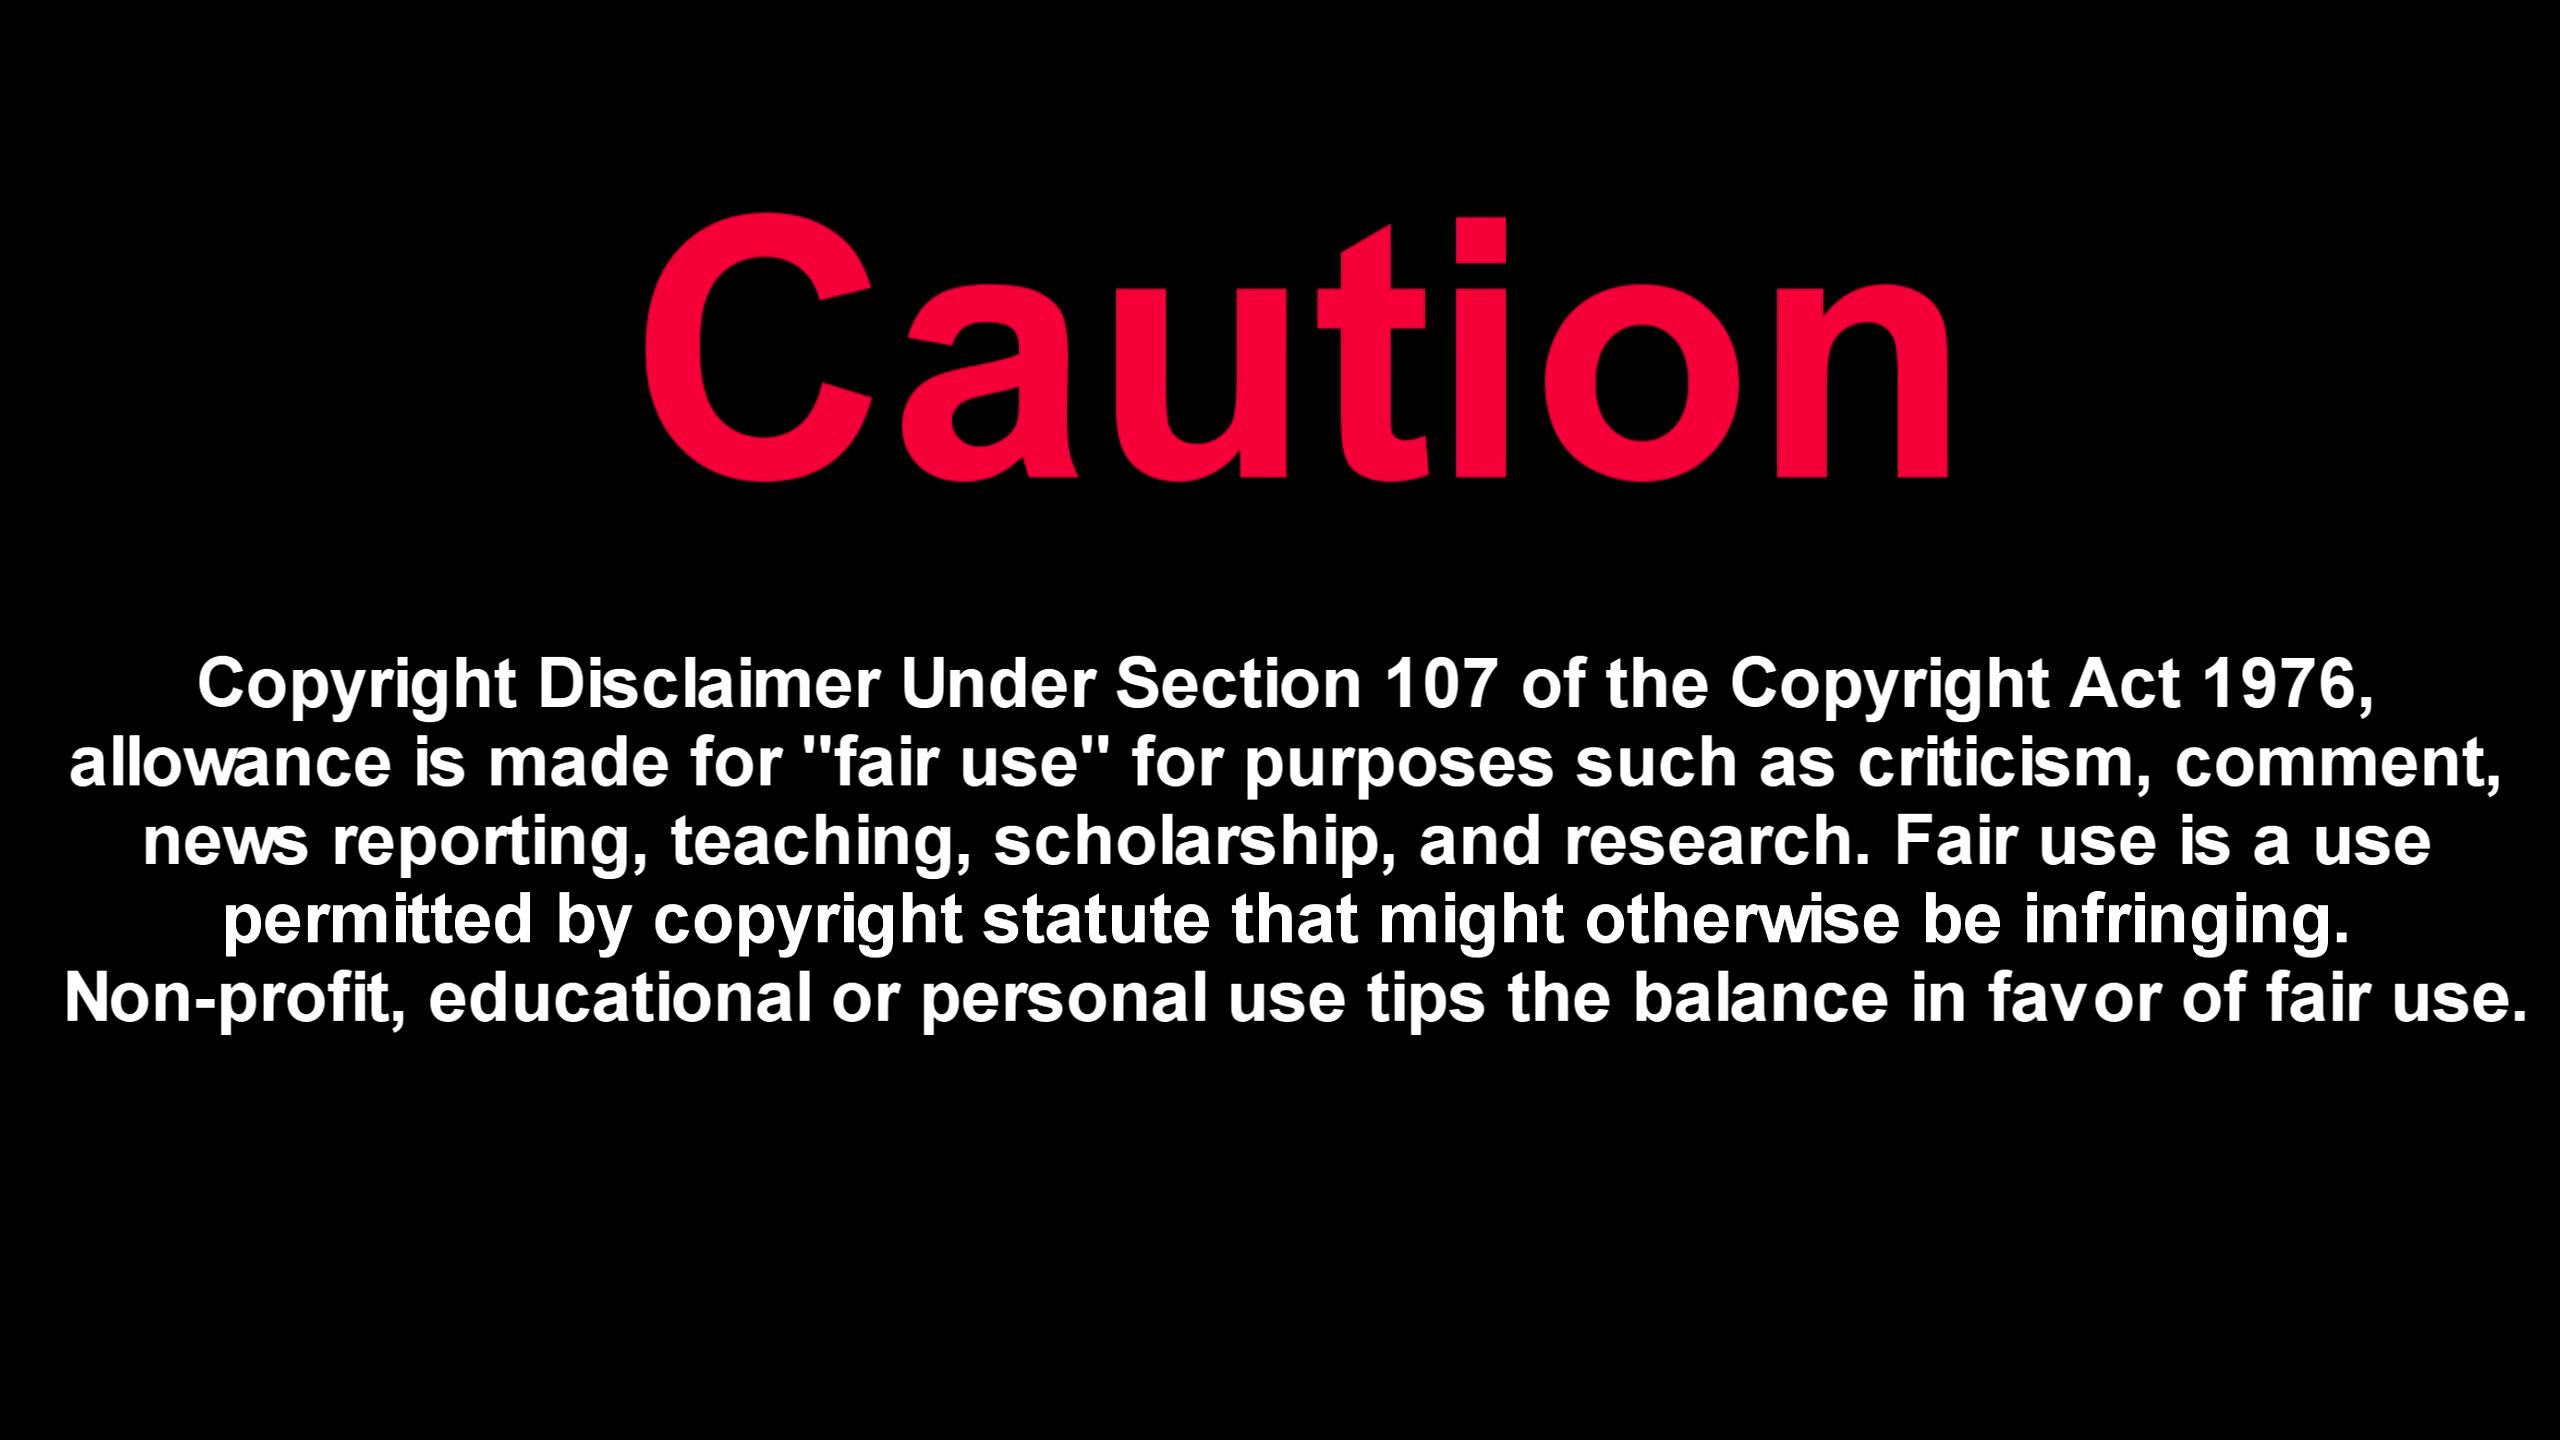 Caution
Copyright Disclaimer Under Section 107 of the Copyright Act 1976,
allowance is made for "fair use" for purposes such as criticism, comment,
news reporting, teaching, scholarship, and research. Fair use is a use
permitted by copyright statute that might otherwise be infringing.
Non-profit, educational or personal use tips the balance in favor of fair use.